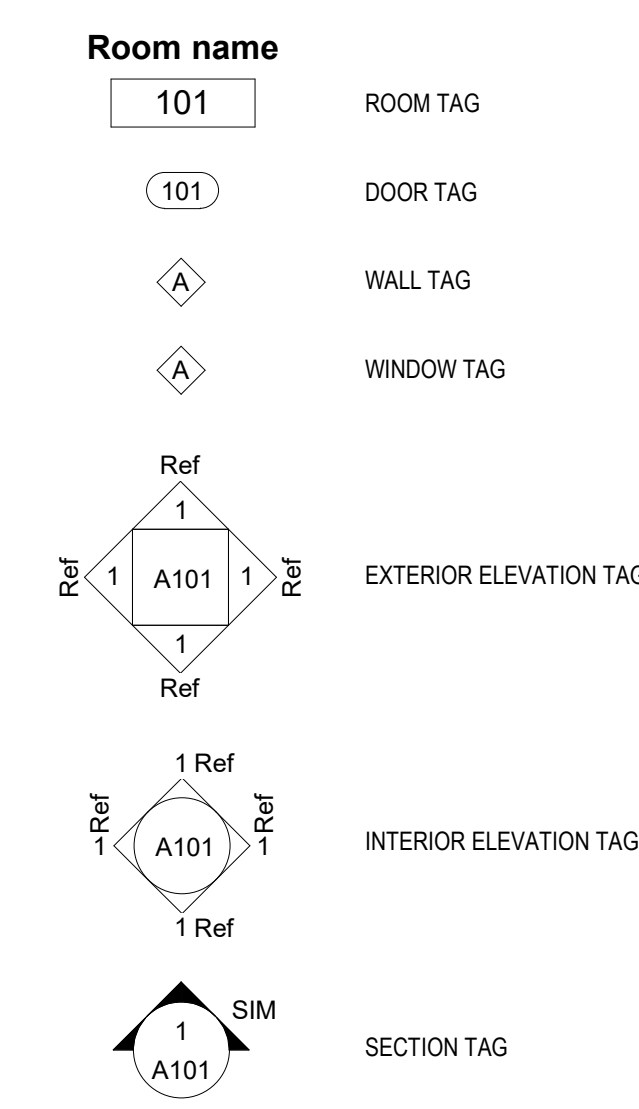 Room name
101 ROOM TAG
101 DOOR TAG
A WALL TAG
A WINDOW TAG
Ref
1
Ref 1 A101 1 Ref EXTERIOR ELEVATION TAG
1
Ref
1 Ref
Ref Ref
1 A101 1 INTERIOR ELEVATION TAG
1 Ref
SIM
1
A101 SECTION TAG